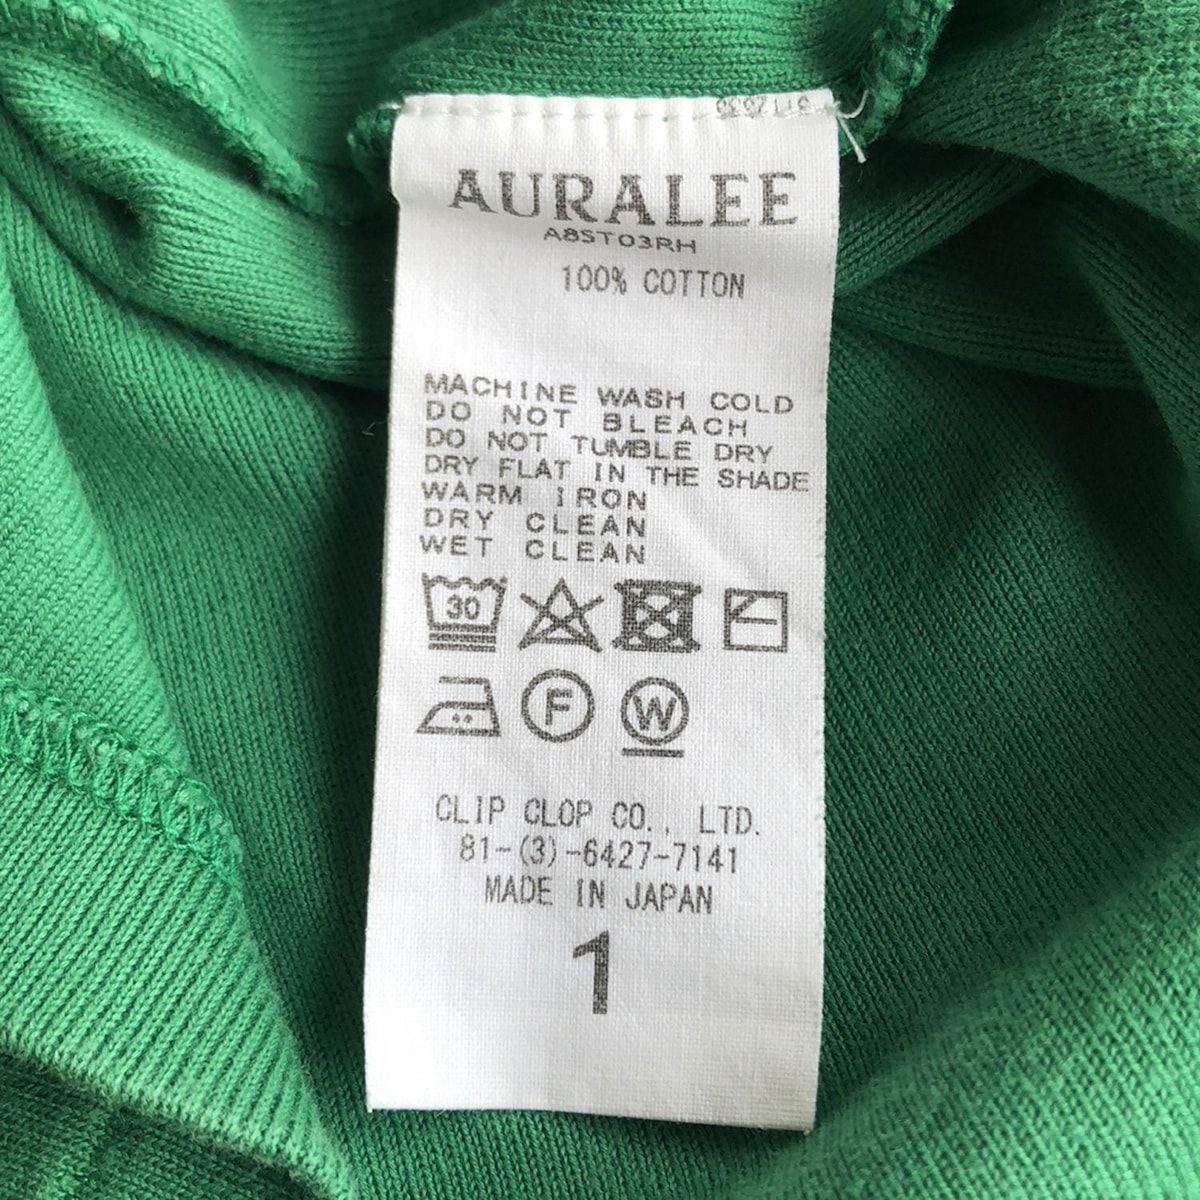 AURALEE
A8ST03RH
100% COTTON
MACHINE WASH COLD
DO NOT BLEACH
DO NOT TUMBLE DRY
DRY FLAT IN THE SHADE
WARM IRON
DRY CLEAN
WET CLEAN
30
F
W
CLIP CLOP CO., LTD.
81-(3)-6427-7141
MADE IN JAPAN
1